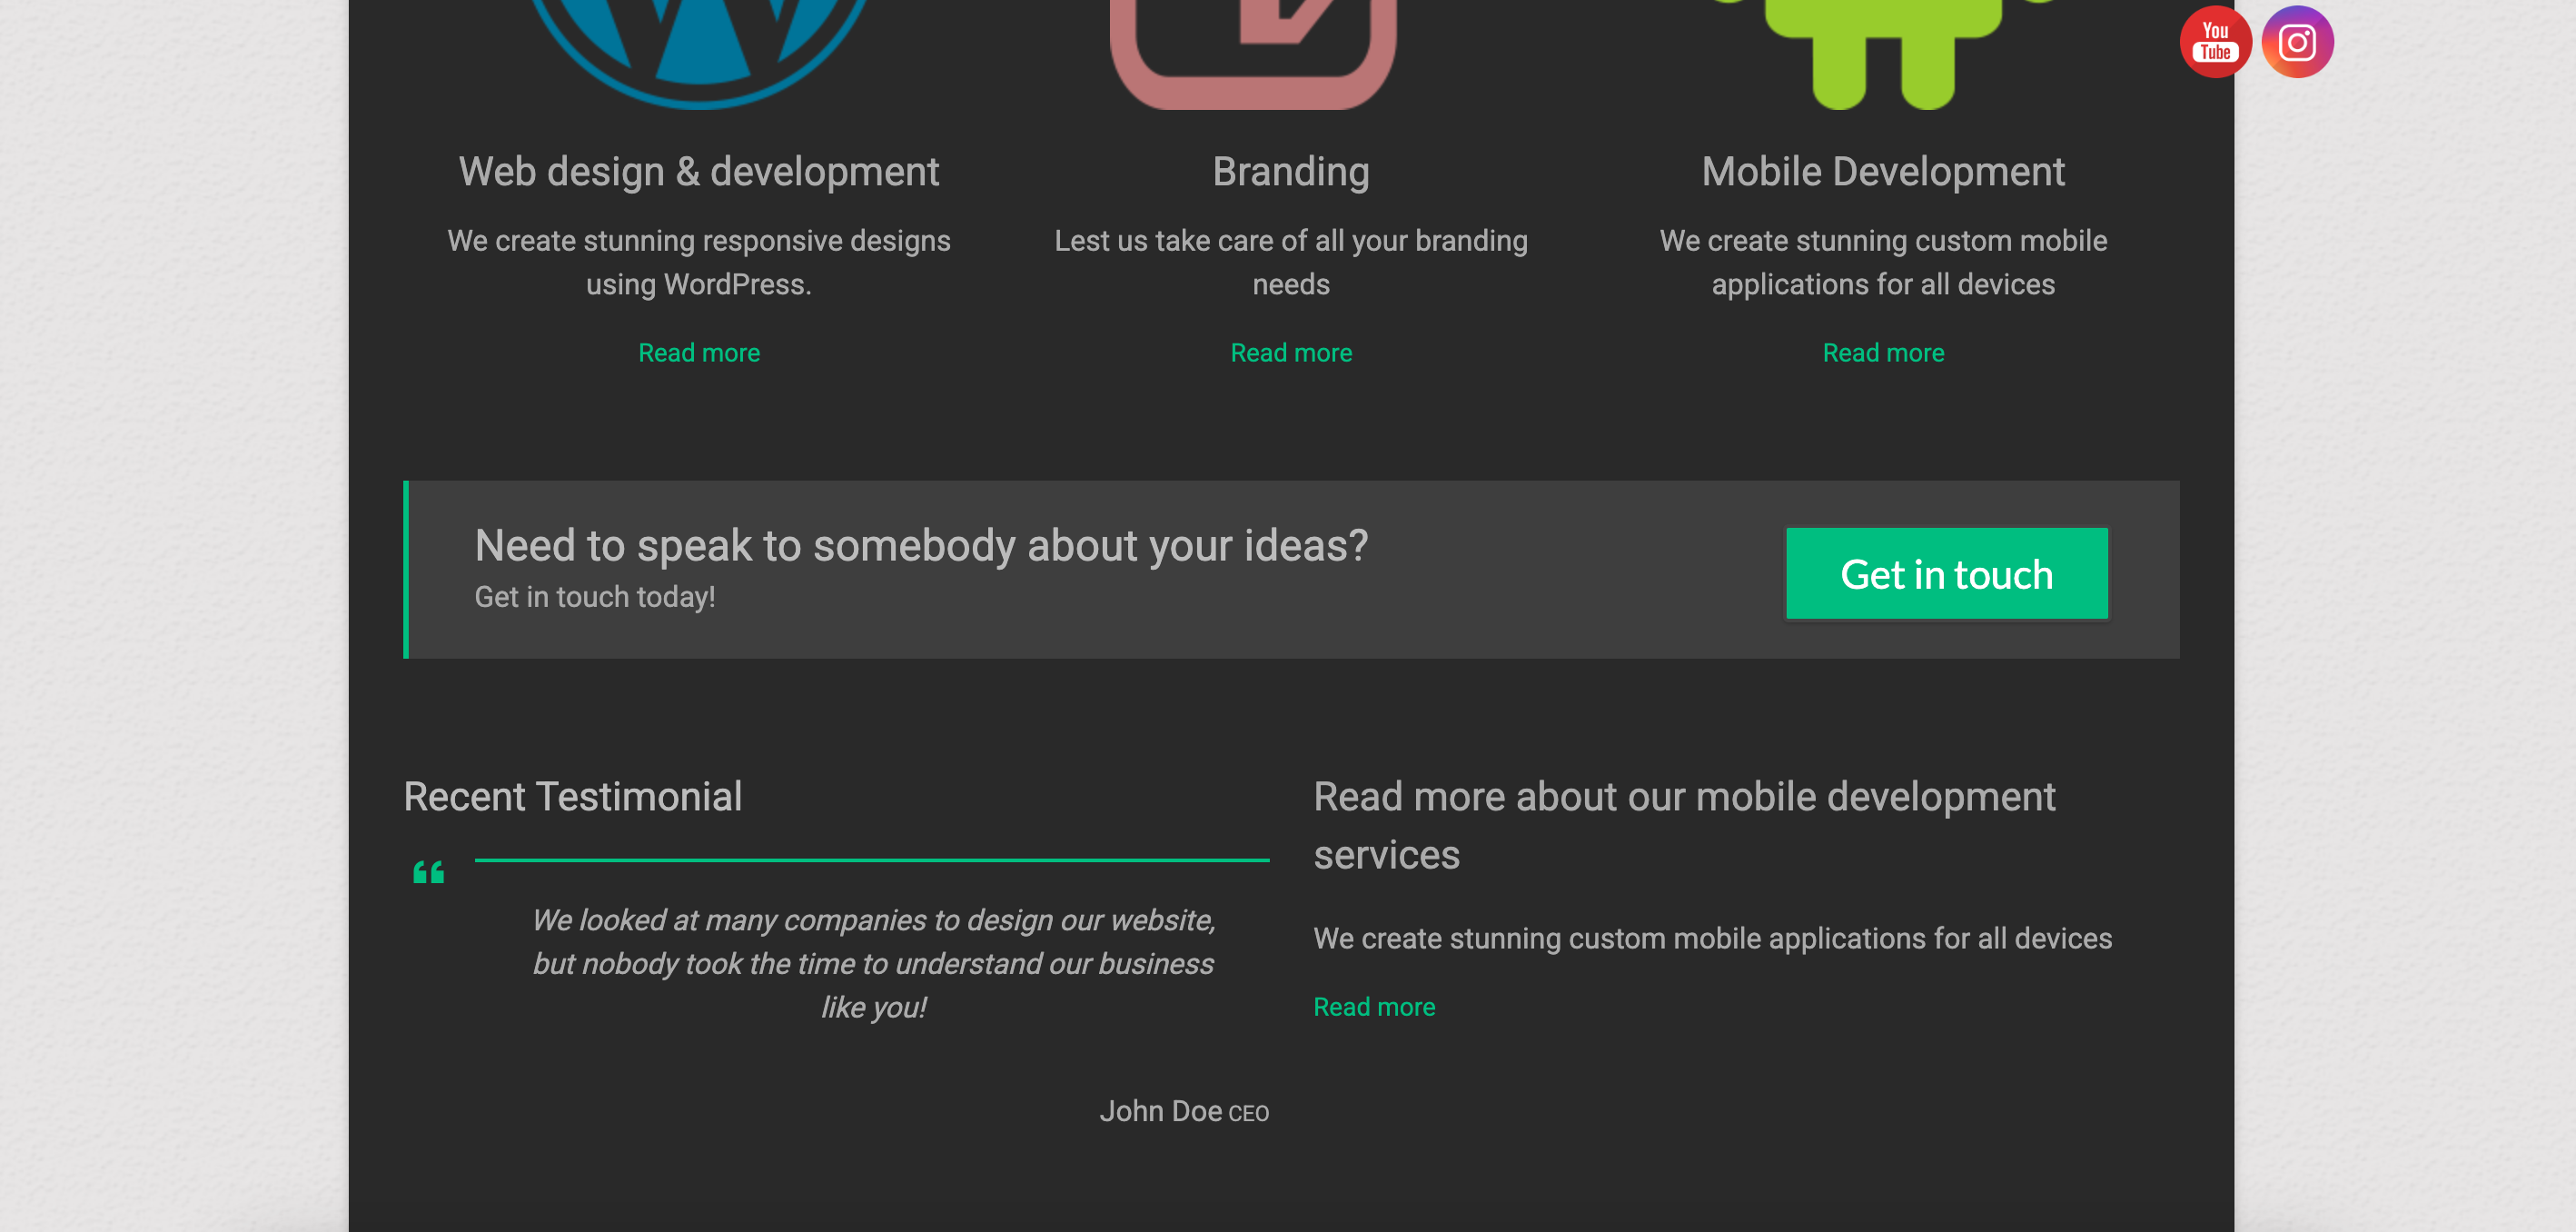 You
Tube
Web design & development
We create stunning responsive designs
using WordPress.
Read more
Branding
Lest us take care of all your branding
needs
Read more
Mobile Development
We create stunning custom mobile
applications for all devices
Read more
Need to speak to somebody about your ideas?
Get in touch today!
Get in touch
Recent Testimonial
We looked at many companies to design our website,
but nobody took the time to understand our business
like you!
John Doe CEO
Read more about our mobile development
services
We create stunning custom mobile applications for all devices
Read more